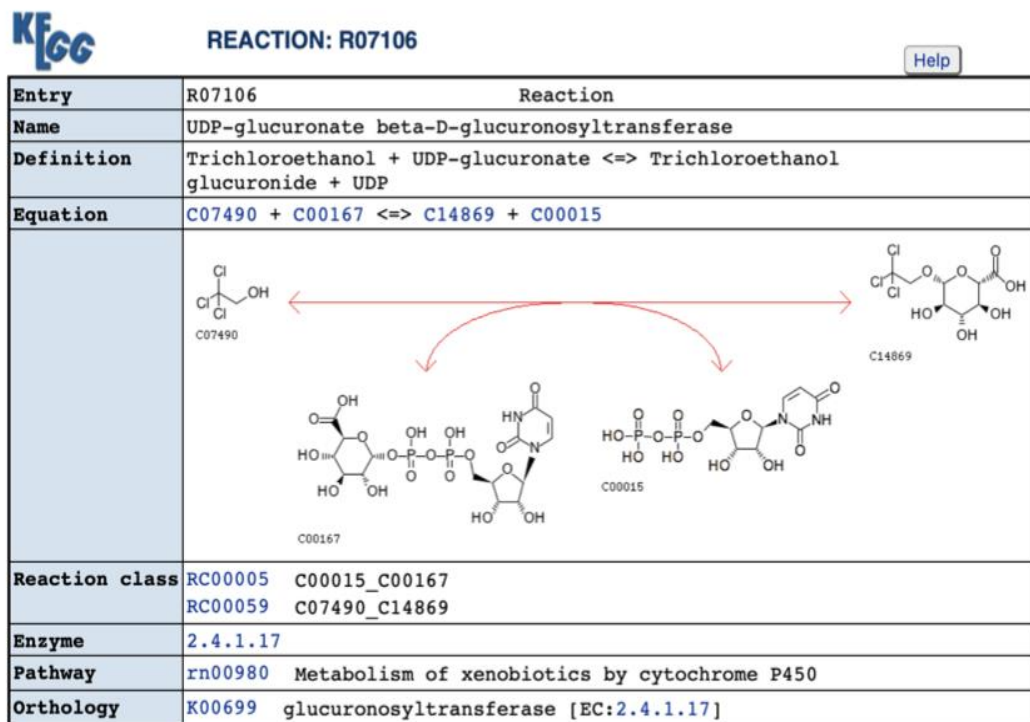 KEGG
REACTION: R07106
Help
Entry R07106 Reaction
Name UDP-glucuronate beta-D-glucuronosyltransferase
Definition Trichloroethanol + UDP-glucuronate <=> Trichloroethanol
glucuronide + UDP
Equation C07490 + C00167 <=> C14869 + C00015
Cl
Cl
Cl
OH
C07490
Cl
Cl
Cl
O
O
O
OH
HO
OH
OH
C14869
OH
O
O
HO
HO
OH
O
OH
P
O
O
OH
P
O
O
O
HN
O
O
N
HO
OH
C00167
O
HO
P
HO
O
O
P
HO
O
O
N
O
NH
O
HO
OH
C00015
Reaction class RC00005 C00015_C00167
RC00059 C07490_C14869
Enzyme 2.4.1.17
Pathway rn00980 Metabolism of xenobiotics by cytochrome P450
Orthology K00699 glucuronosyltransferase [EC:2.4.1.17]